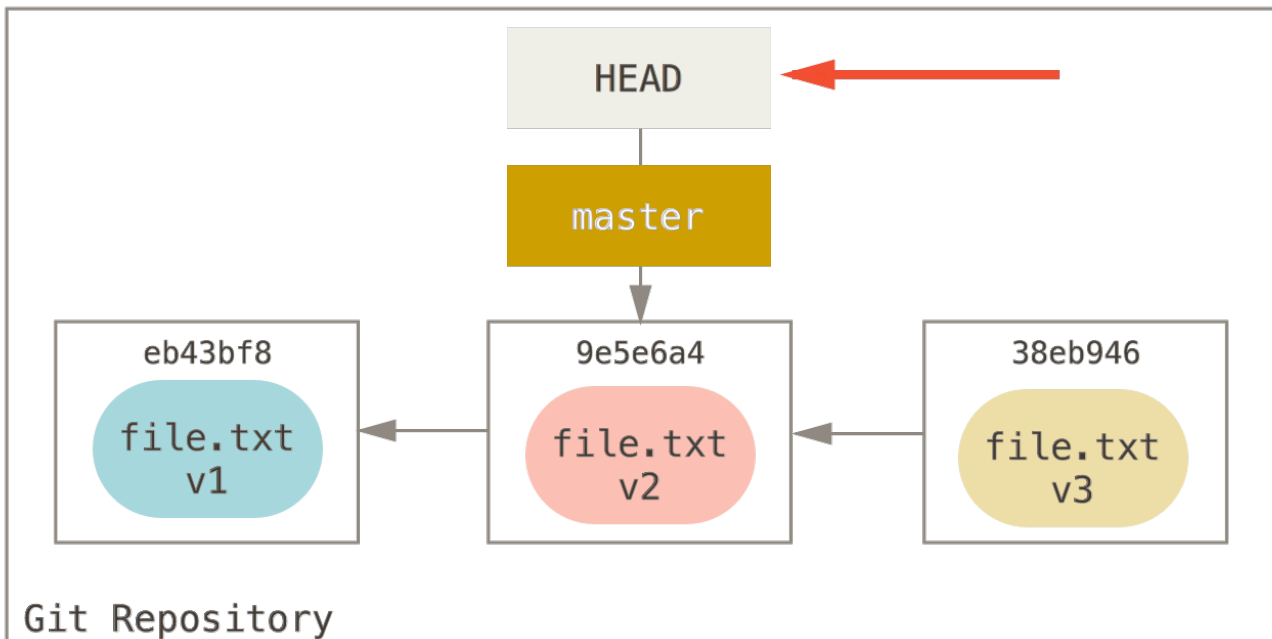 HEAD
master
eb43bf8
file.txt
v1
9e5e6a4
file.txt
v2
38eb946
file.txt
v3
Git Repository